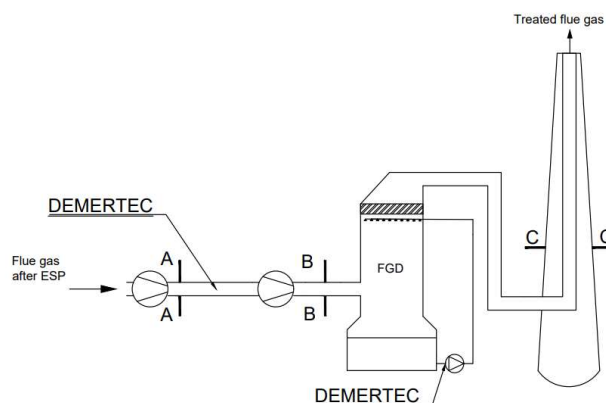 Treated flue gas
DEMERTEC
Flue gas
after ESP
A
A
B
B
FGD
C
C
DEMERTEC